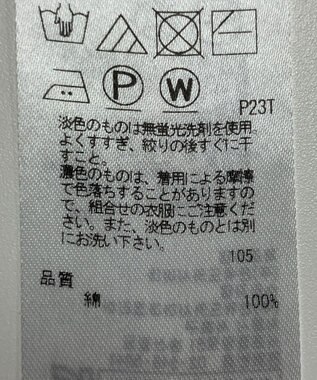 P
W
P23T
淡色のものは無蛍光洗剤を使用。
よくすすぎ、絞りの後すぐに干
すこと。
濃色のものは、着用による摩擦
で色落ちすることがありますの
で、組合せの衣服にご注意くだ
さい。また、淡色のものとは別
にお洗い下さい。
105
品質
綿 100%